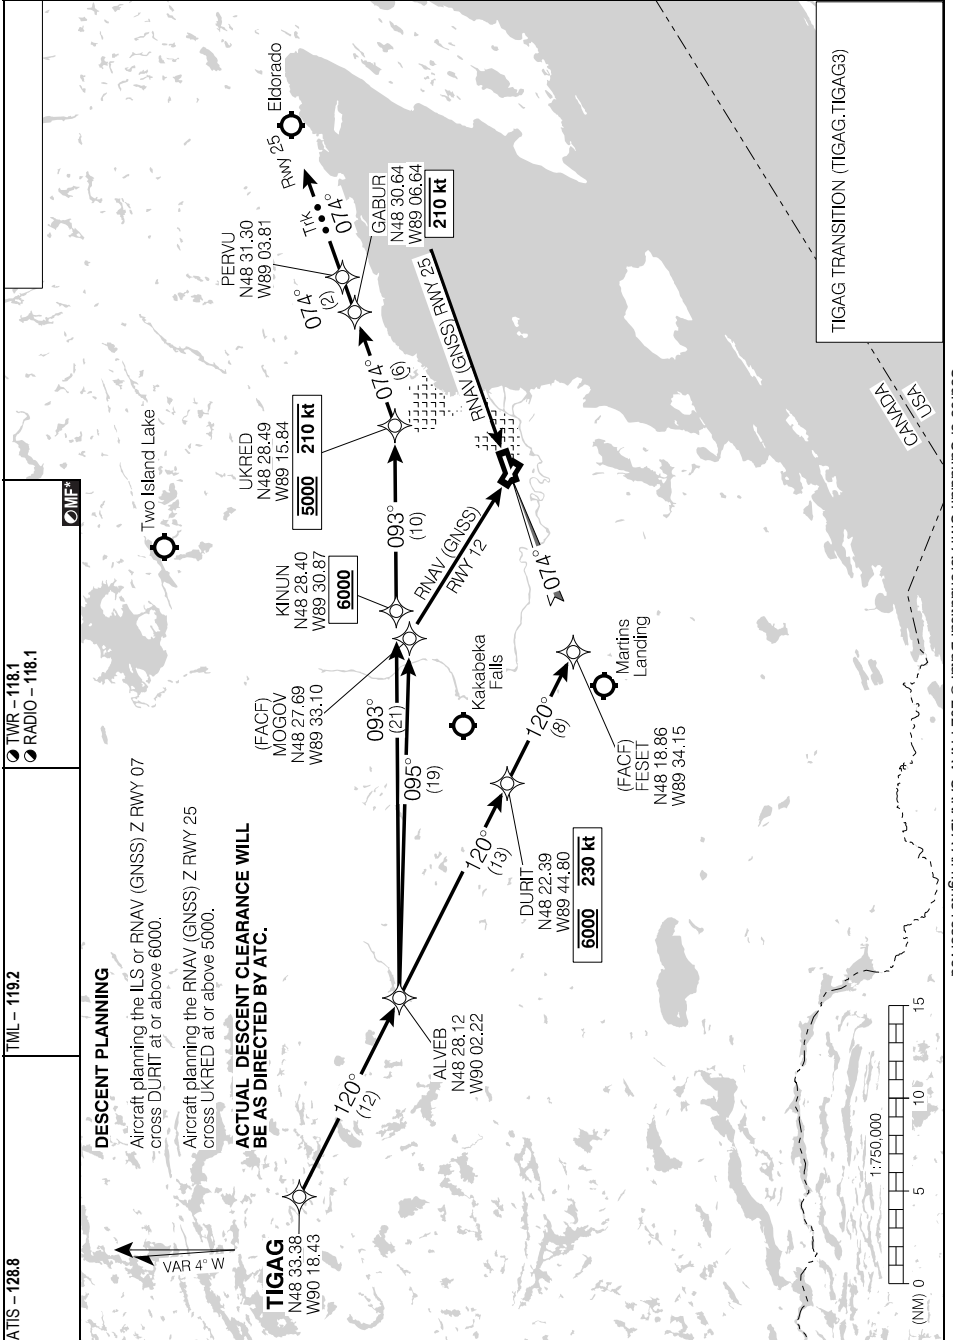 ATIS – 128.8
TML – 119.2
TWR – 118.1
RADIO – 118.1
MF*
DESCENT PLANNING
Aircraft planning the ILS or RNAV (GNSS) Z RWY 07
cross DURIT at or above 6000.
Aircraft planning the RNAV (GNSS) Z RWY 25
cross UKRED at or above 5000.
ACTUAL DESCENT CLEARANCE WILL
BE AS DIRECTED BY ATC.
VAR 4° W
TIGAG
N48 33.38
W90 18.43
120°
(12)
ALVEB
N48 28.12
W90 02.22
093°
(21)
095°
(19)
120°
(13)
DURIT
N48 22.39
W89 44.80
6000 230 kt
120°
(8)
(FACF)
FESET
N48 18.86
W89 34.15
Martins
Landing
Kakabeka
Falls
(FACF)
MOGOV
N48 27.69
W89 33.10
KINUN
N48 28.40
W89 30.87
6000
RNAV (GNSS)
RWY 12
093°
(10)
Two Island Lake
UKRED
N48 28.49
W89 15.84
5000 210 kt
074°
(6)
074°
(2)
PERVU
N48 31.30
W89 03.81
Trk
074°
Rwy 25
Eldorado
GABUR
N48 30.64
W89 06.64
210 kt
RNAV (GNSS) RWY 25
074°
CANADA
USA
TIGAG TRANSITION (TIGAG.TIGAG3)
1:750,000
(NM) 0 5 10 15